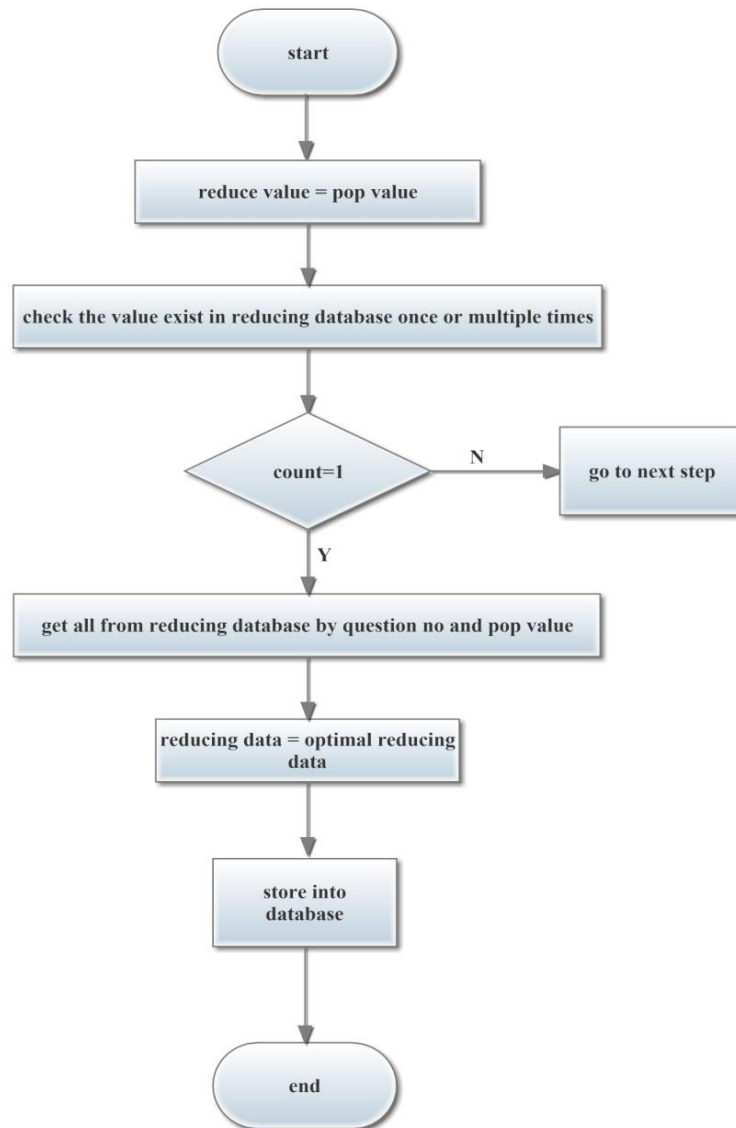 start
reduce value = pop value
check the value exist in reducing database once or multiple times
count=1
N
go to next step
Y
get all from reducing database by question no and pop value
reducing data = optimal reducing
data
store into
database
end